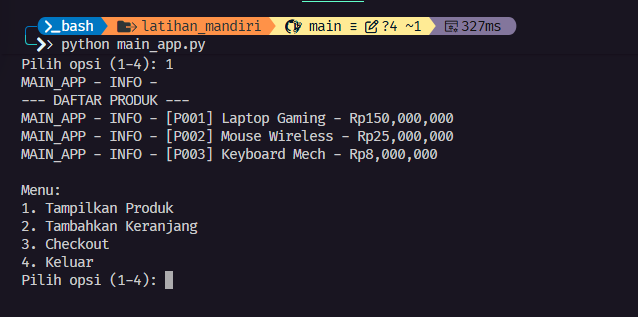 bash latihan_mandiri main ≡ ?4 ~1 327ms
python main_app.py
Pilih opsi (1-4): 1
MAIN_APP - INFO -
--- DAFTAR PRODUK ---
MAIN_APP - INFO - [P001] Laptop Gaming - Rp150,000,000
MAIN_APP - INFO - [P002] Mouse Wireless - Rp25,000,000
MAIN_APP - INFO - [P003] Keyboard Mech - Rp8,000,000
Menu:
1. Tampilkan Produk
2. Tambahkan Keranjang
3. Checkout
4. Keluar
Pilih opsi (1-4):